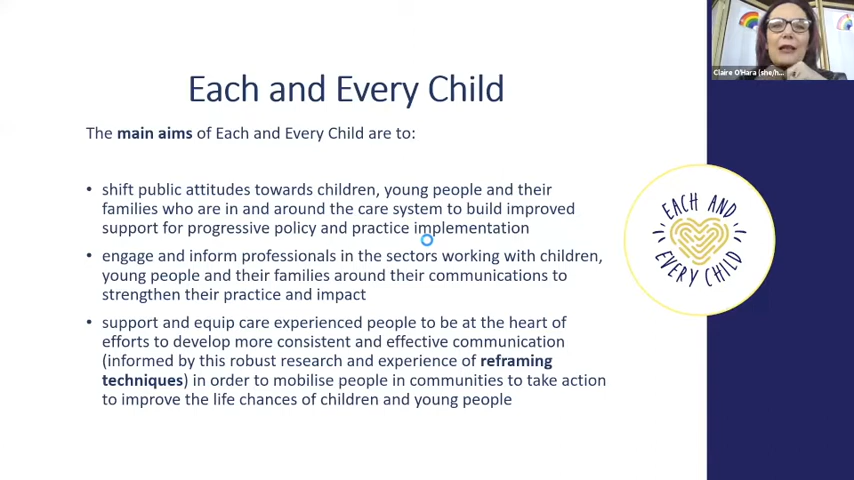 Claire O'Hara (she/h...
Each and Every Child
The main aims of Each and Every Child are to:
• shift public attitudes towards children, young people and their
families who are in and around the care system to build improved
support for progressive policy and practice implementation
• engage and inform professionals in the sectors working with children,
young people and their families around their communications to
strengthen their practice and impact
• support and equip care experienced people to be at the heart of
efforts to develop more consistent and effective communication
(informed by this robust research and experience of reframing
techniques) in order to mobilise people in communities to take action
to improve the life chances of children and young people
EACH AND
EVERY CHILD